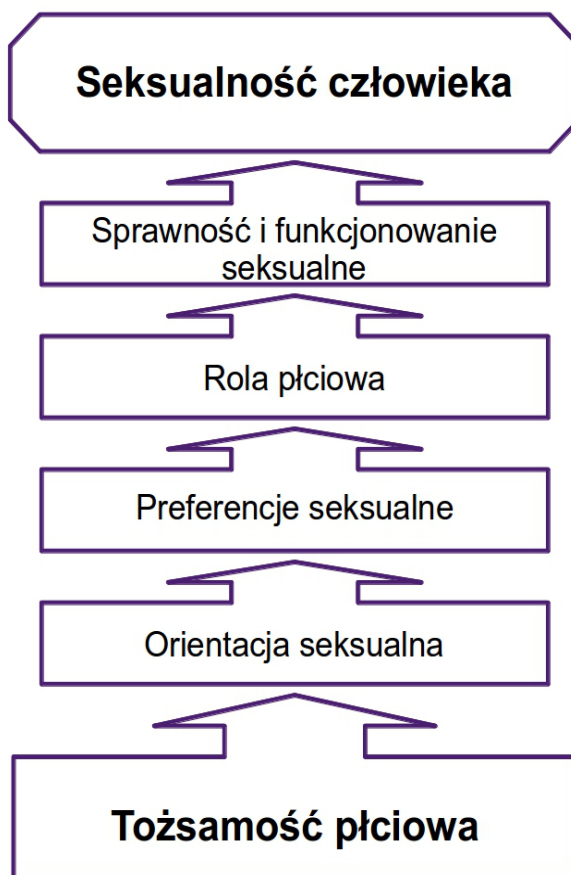 Seksualność człowieka
Sprawność i funkcjonowanie
seksualne
Rola płciowa
Preferencje seksualne
Orientacja seksualna
Tożsamość płciowa